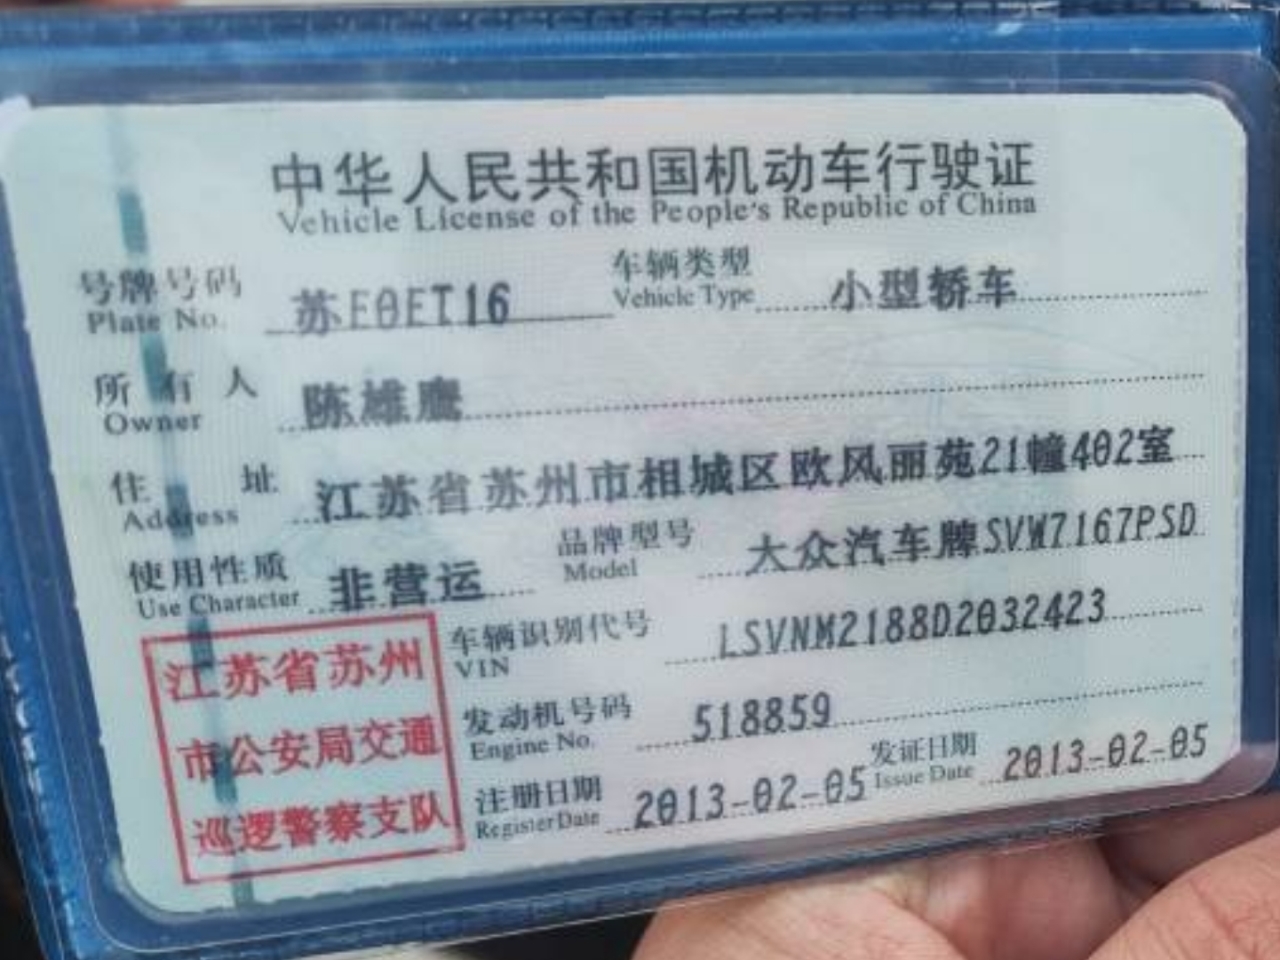 中华人民共和国机动车行驶证
Vehicle License of the People's Republic of China
号牌号码 苏E0ET16 车辆类型 小型轿车
Plate No. Vehicle Type
所有人 陈雄鹰
Owner
住址 江苏省苏州市相城区欧风丽苑21幢402室
Address
使用性质 非营运 品牌型号 大众汽车牌SVW7167PSD
Use Character Model
江苏省苏州
市公安局交通
巡逻警察支队
车辆识别代号 LSVNM2188D2032423
VIN
发动机号码 518859
Engine No.
注册日期 2013-02-05 发证日期 2013-02-05
Register Date Issue Date